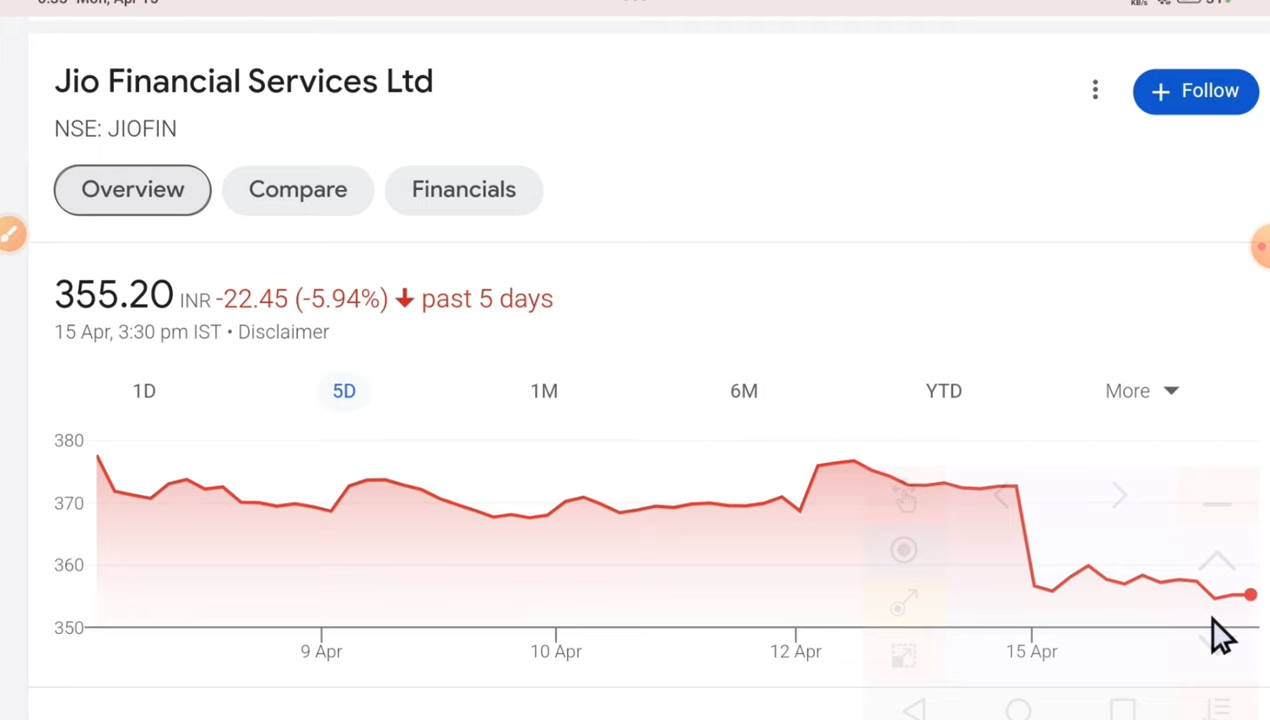 Jio Financial Services Ltd
+ Follow
NSE: JIOFIN
Overview Compare Financials
355.20 INR -22.45 (-5.94%) ↓ past 5 days
15 Apr, 3:30 pm IST • Disclaimer
1D 5D 1M 6M YTD More
380
370
360
350
9 Apr 10 Apr 12 Apr 15 Apr